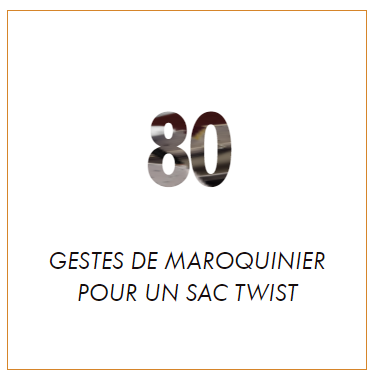 80
GESTES DE MAROQUINIER
POUR UN SAC TWIST